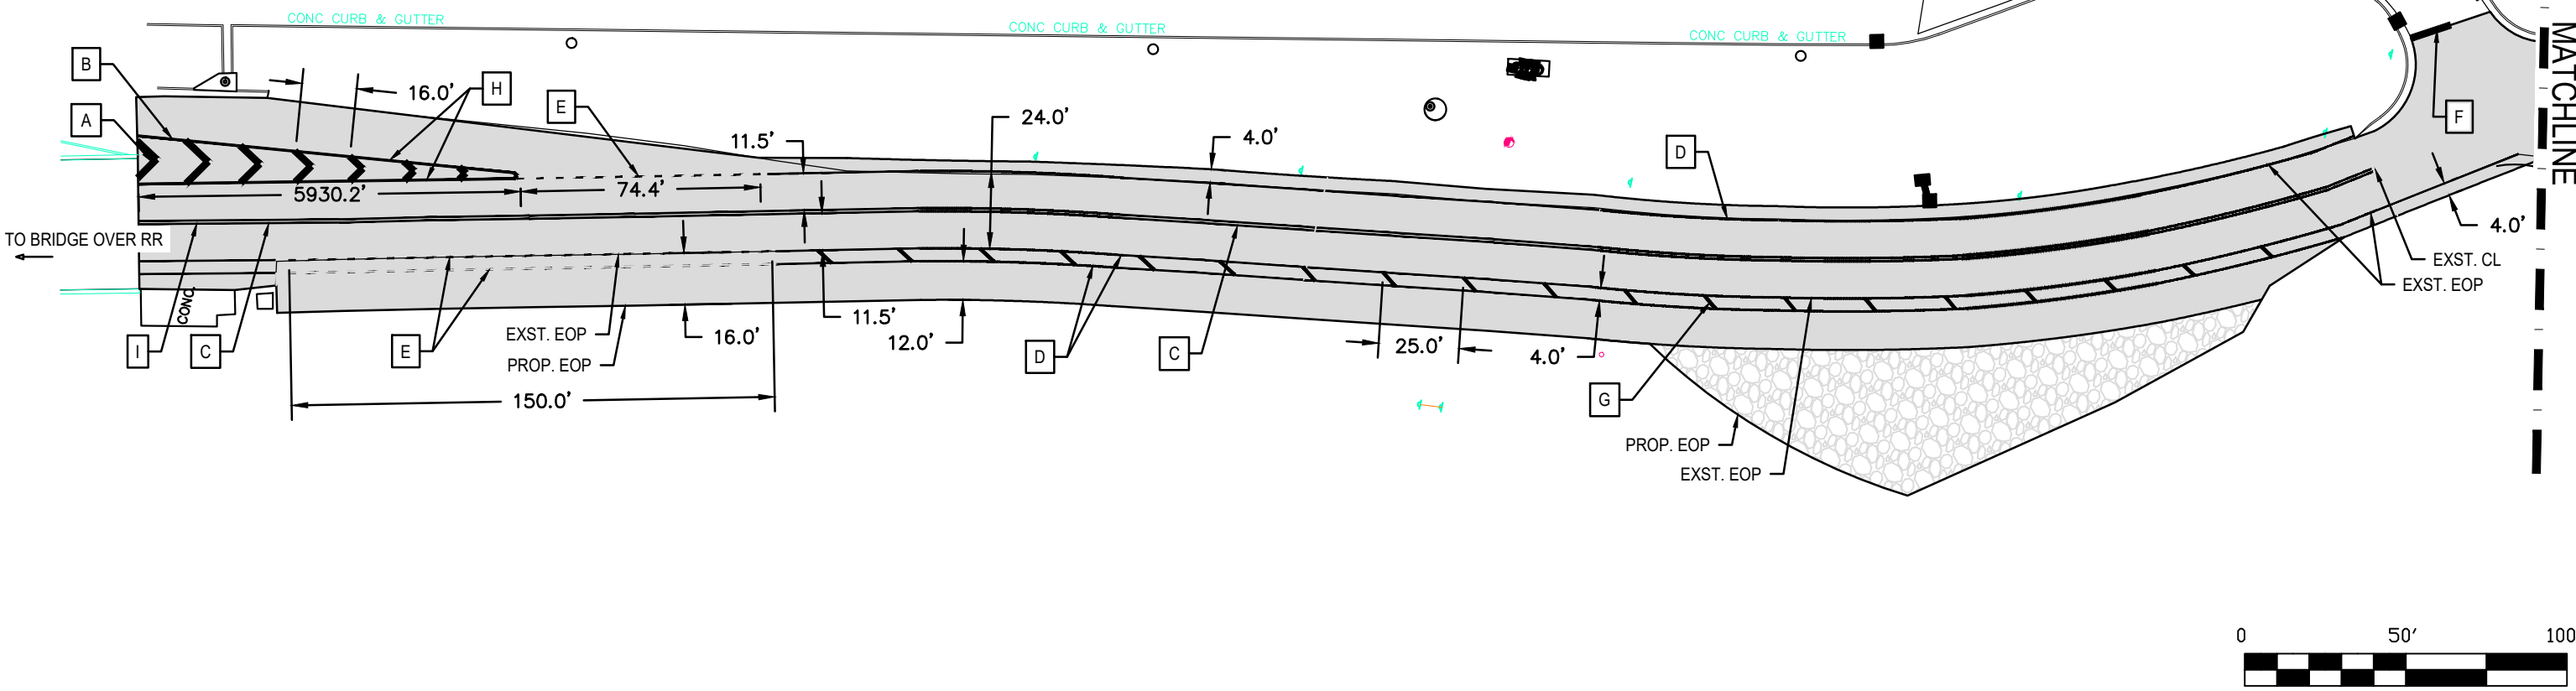 CONC CURB & GUTTER
CONC CURB & GUTTER
CONC CURB & GUTTER
MATCHLINE
B
A
16.0'
H
E
11.5'
24.0'
4.0'
D
F
5930.2'
74.4'
4.0'
TO BRIDGE OVER RR
EXST. CL
EXST. EOP
CONC.
I
C
E
EXST. EOP
PROP. EOP
16.0'
11.5'
12.0'
D
C
25.0'
4.0'
G
150.0'
PROP. EOP
EXST. EOP
0 50' 100